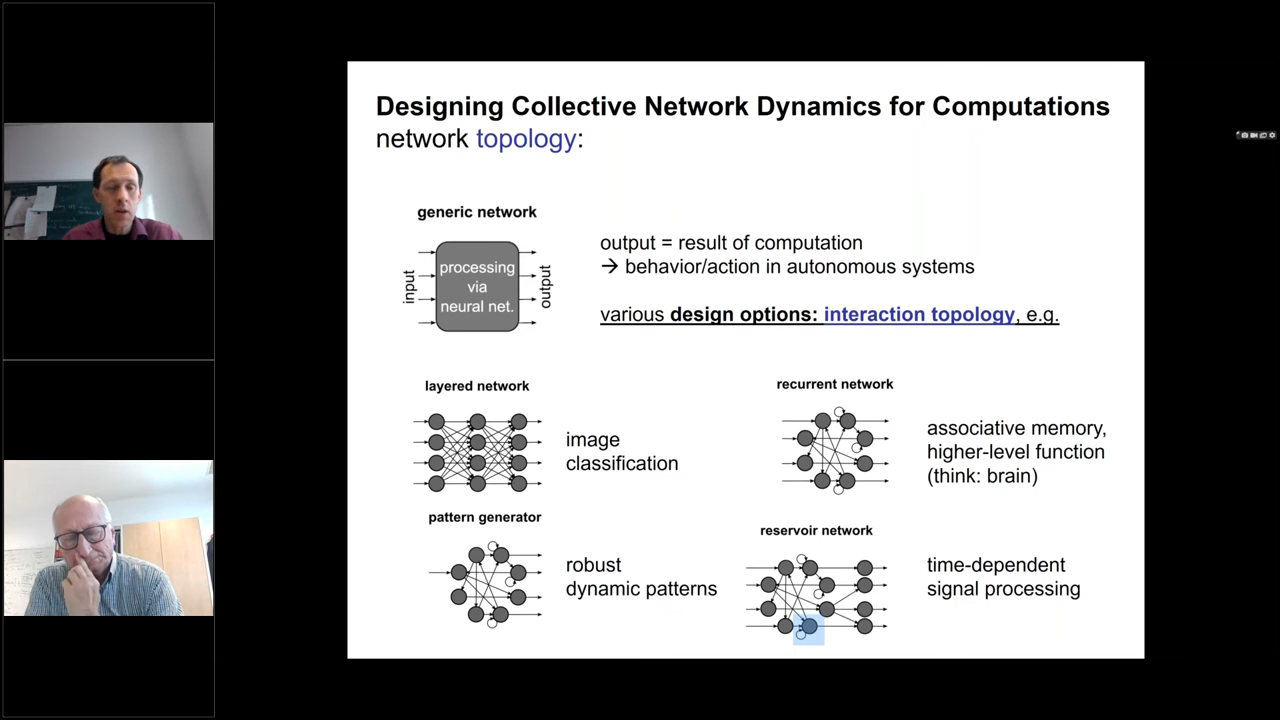 Designing Collective Network Dynamics for Computations
network topology:
generic network
input
processing
via
neural net.
output
output = result of computation
→ behavior/action in autonomous systems
various design options: interaction topology, e.g.
layered network
image
classification
recurrent network
associative memory,
higher-level function
(think: brain)
pattern generator
robust
dynamic patterns
reservoir network
time-dependent
signal processing